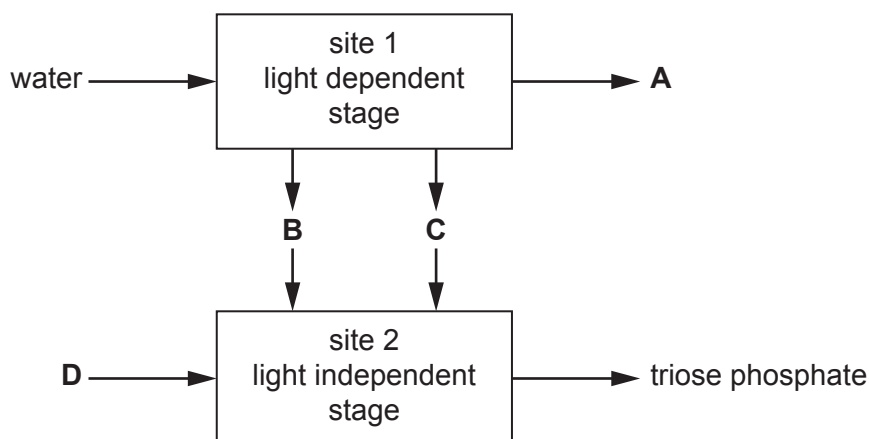 site 1
light dependent
stage
water
A
B
C
site 2
light independent
stage
D
triose phosphate